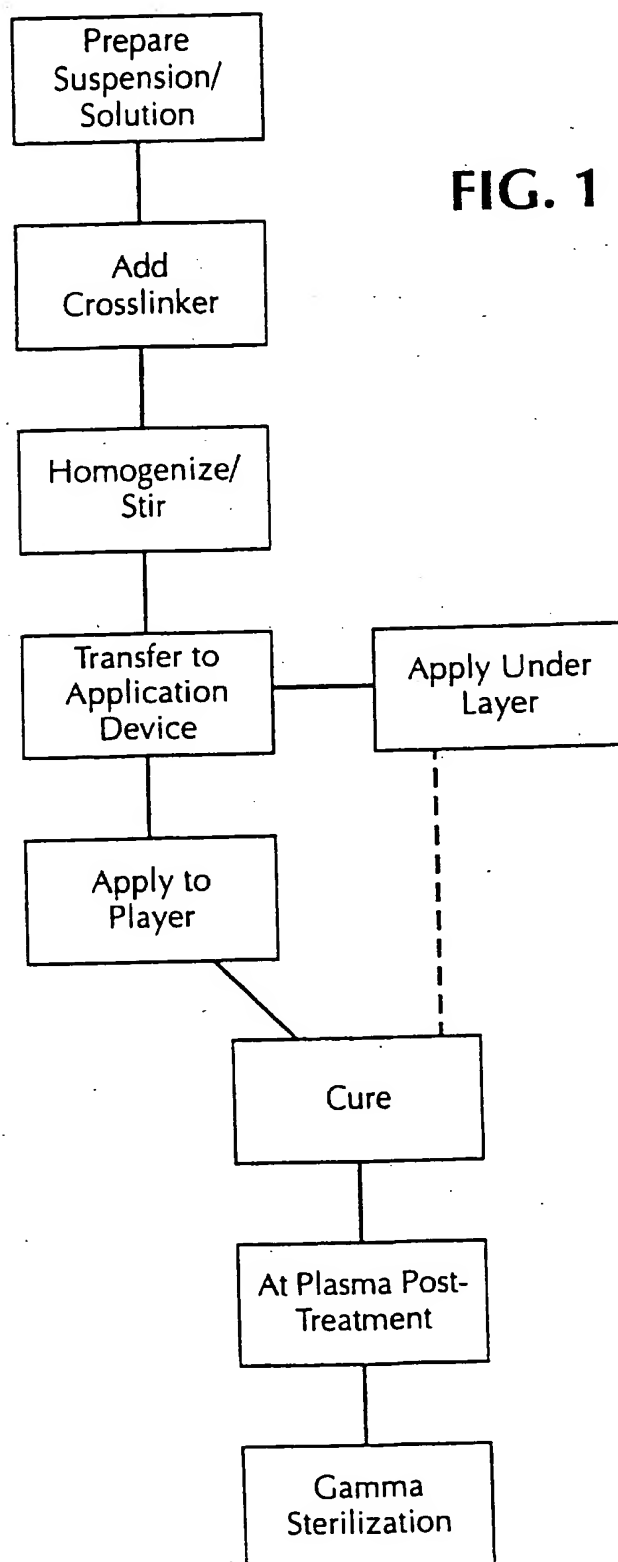 Prepare
Suspension/
Solution
FIG. 1
Add
Crosslinker
Homogenize/
Stir
Transfer to
Application
Device
Apply Under
Layer
Apply to
Player
Cure
At Plasma Post-
Treatment
Gamma
Sterilization